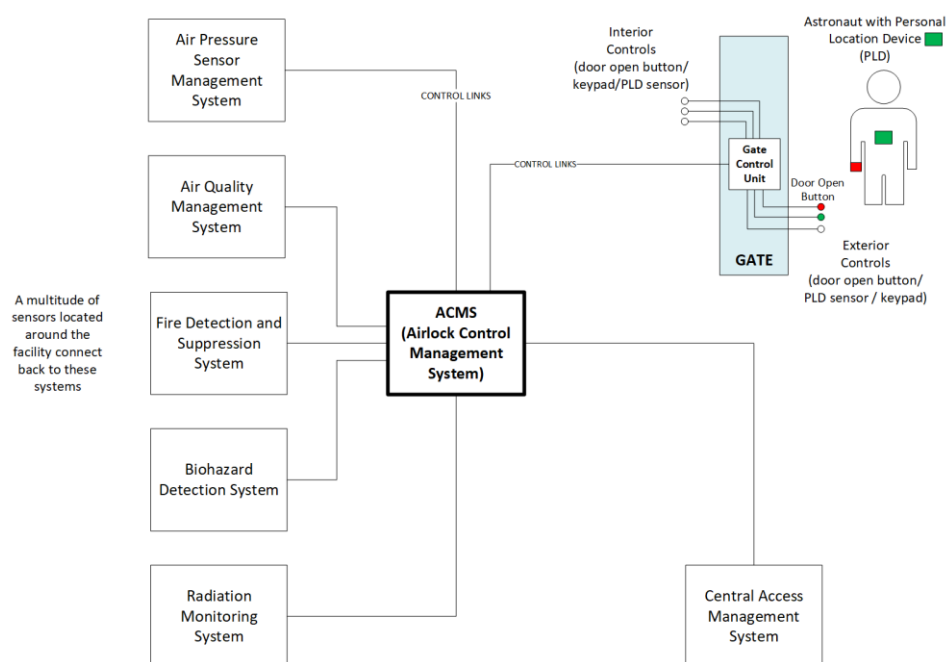 Air Pressure
Sensor
Management
System
CONTROL LINKS
Interior
Controls
(door open button/
keypad/PLD sensor)
Astronaut with Personal
Location Device
(PLD)
Gate
Control
Unit
CONTROL LINKS
Door Open
Button
GATE
Exterior
Controls
(door open button/
PLD sensor / keypad)
Air Quality
Management
System
A multitude of
sensors located
around the
facility connect
back to these
systems
Fire Detection and
Suppression
System
ACMS
(Airlock Control
Management
System)
Biohazard
Detection System
Radiation
Monitoring
System
Central Access
Management
System